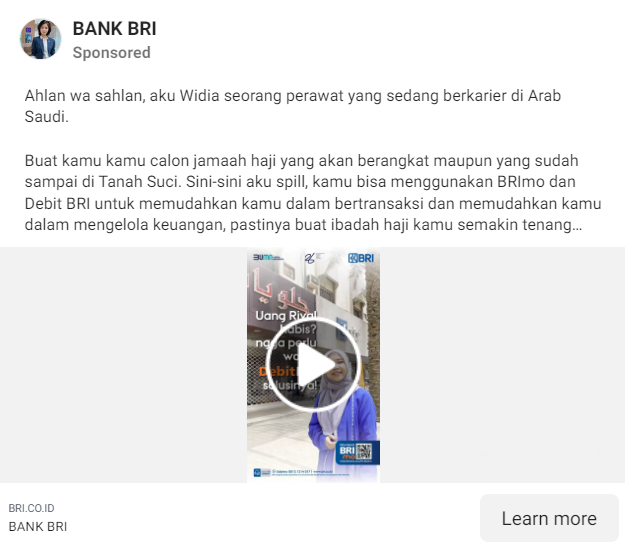 BANK BRI
Sponsored
Ahlan wa sahlan, aku Widia seorang perawat yang sedang berkarier di Arab
Saudi.
Buat kamu kamu calon jamaah haji yang akan berangkat maupun yang sudah
sampai di Tanah Suci. Sini-sini aku spill, kamu bisa menggunakan BRImo dan
Debit BRI untuk memudahkan kamu dalam bertransaksi dan memudahkan kamu
dalam mengelola keuangan, pastinya buat ibadah haji kamu semakin tenang...
BUMN
BRI
Uang Riyal
habis?
perlu
Debit
solusinya!
BRI
mo
BRI.CO.ID
BANK BRI
Learn more